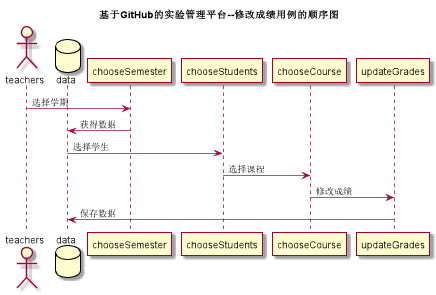 基于GitHub的实验管理平台--修改成绩用例的顺序图
teachers
data
chooseSemester
chooseStudents
chooseCourse
updateGrades
选择学期
获得数据
选择学生
选择课程
修改成绩
保存数据
teachers
data
chooseSemester
chooseStudents
chooseCourse
updateGrades